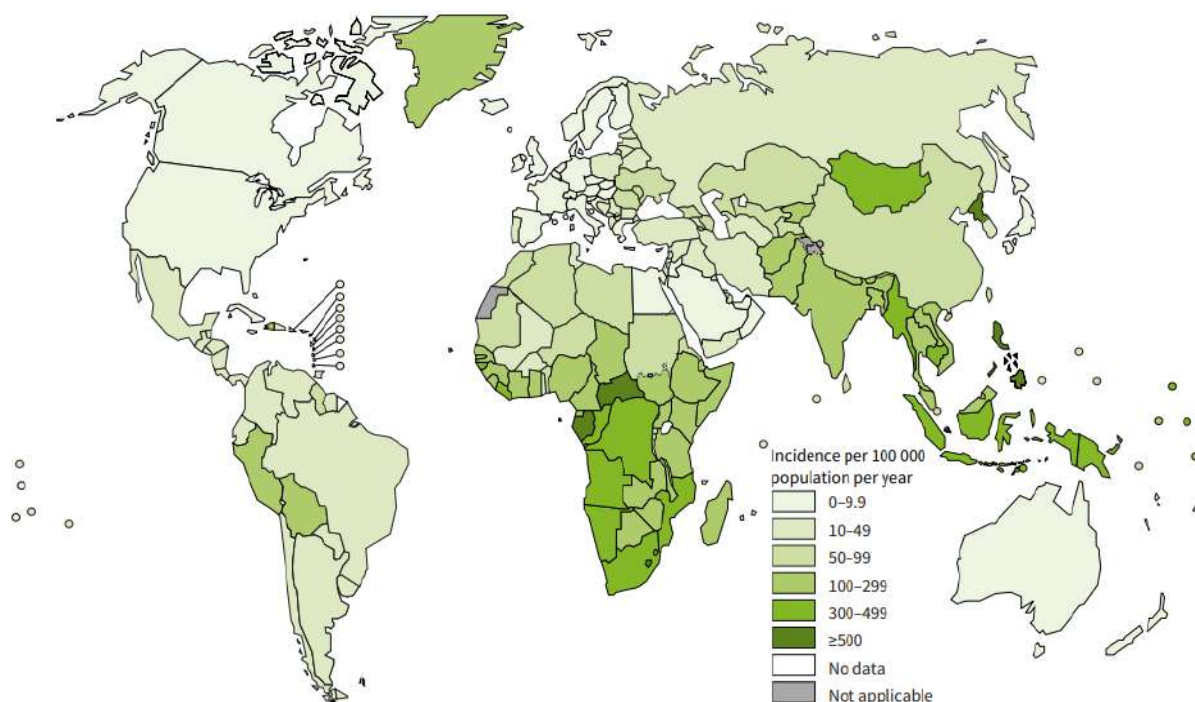 Incidence per 100 000
population per year
0–9.9
10–49
50–99
100–299
300–499
≥500
No data
Not applicable